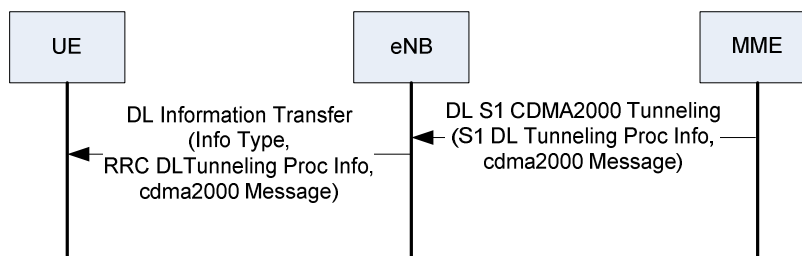 UE
eNB
MME
DL Information Transfer
(Info Type,
RRC DLTunneling Proc Info,
cdma2000 Message)
DL S1 CDMA2000 Tunneling
(S1 DL Tunneling Proc Info,
cdma2000 Message)